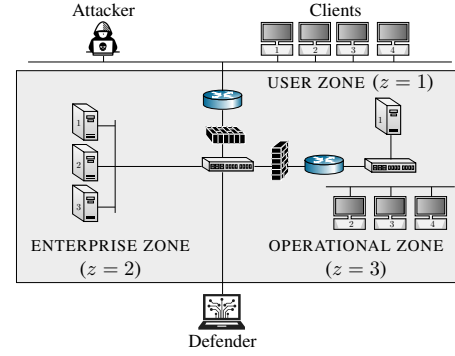 Attacker
Clients
1 2 3 4
USER ZONE (z = 1)
1
1
2
3
2 3 4
ENTERPRISE ZONE
(z = 2)
OPERATIONAL ZONE
(z = 3)
Defender